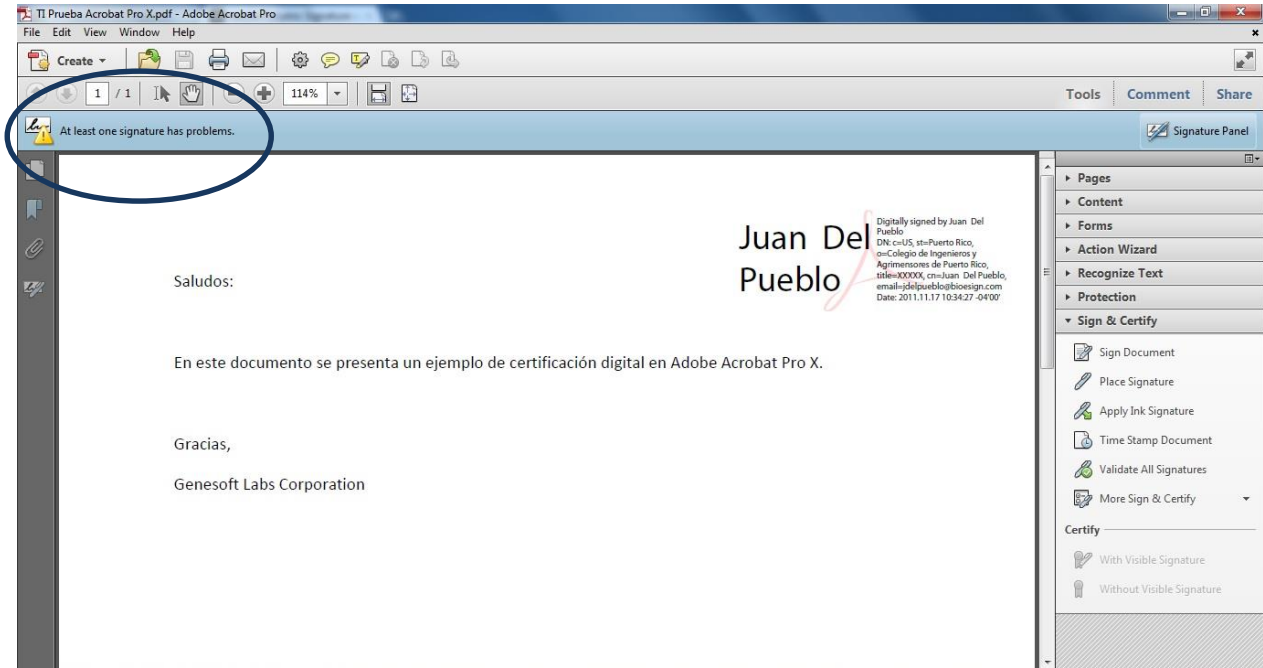 TI Prueba Acrobat Pro X.pdf - Adobe Acrobat Pro
File Edit View Window Help
Create
1 / 1 114%
Tools Comment Share
At least one signature has problems.
Signature Panel
Pages
Content
Forms
Action Wizard
Recognize Text
Protection
Sign & Certify
Sign Document
Place Signature
Apply Ink Signature
Time Stamp Document
Validate All Signatures
More Sign & Certify
Certify
With Visible Signature
Without Visible Signature
Juan Del
Pueblo
Digitally signed by Juan Del
Pueblo
DN: c=US, st=Puerto Rico,
o=Colegio de Ingenieros y
Agrimensores de Puerto Rico,
title=XXXXX, cn=Juan Del Pueblo,
email=jdelpueblo@bioesign.com
Date: 2011.11.17 10:34:27 -04'00'
Saludos:
En este documento se presenta un ejemplo de certificación digital en Adobe Acrobat Pro X.
Gracias,
Genesoft Labs Corporation